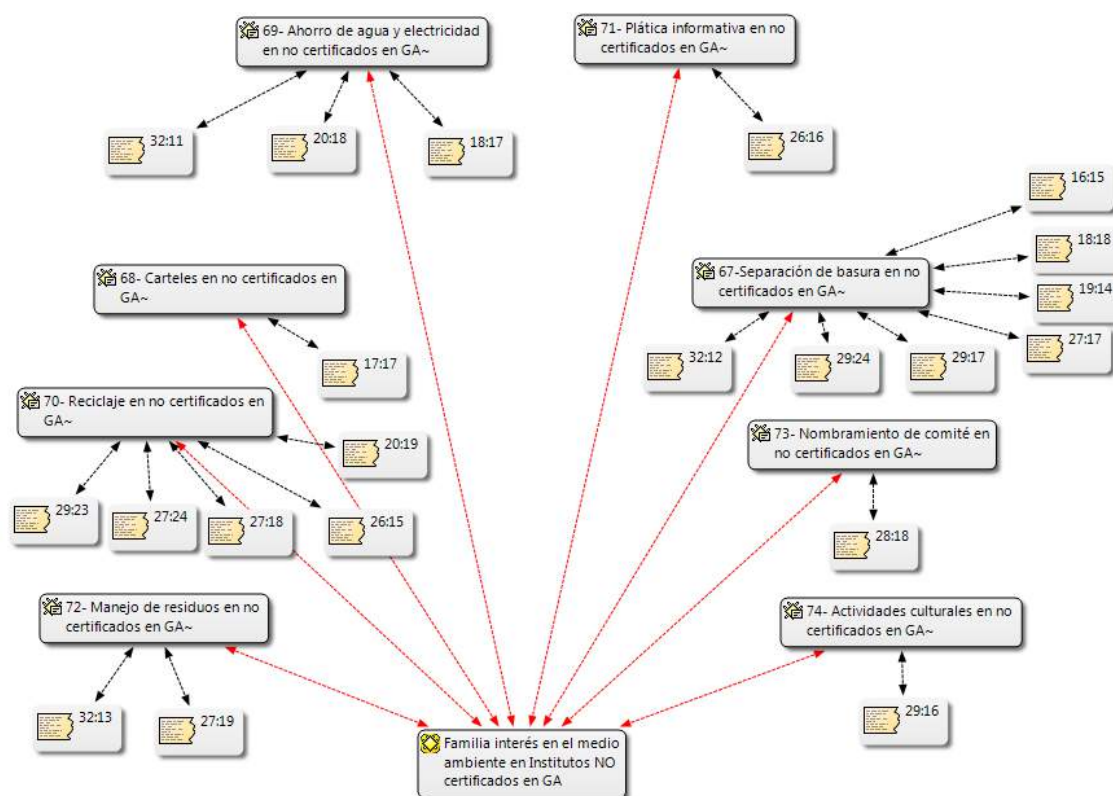 69- Ahorro de agua y electricidad
en no certificados en GA~
71- Plática informativa en no
certificados en GA~
32:11
20:18
18:17
26:16
16:15
18:18
19:14
27:17
67-Separación de basura en no
certificados en GA~
32:12
29:24
29:17
68- Carteles en no certificados en
GA~
17:17
70- Reciclaje en no certificados en
GA~
20:19
29:23
27:24
27:18
26:15
73- Nombramiento de comité en
no certificados en GA~
28:18
72- Manejo de residuos en no
certificados en GA~
32:13
27:19
74- Actividades culturales en no
certificados en GA~
29:16
Familia interés en el medio
ambiente en Institutos NO
certificados en GA